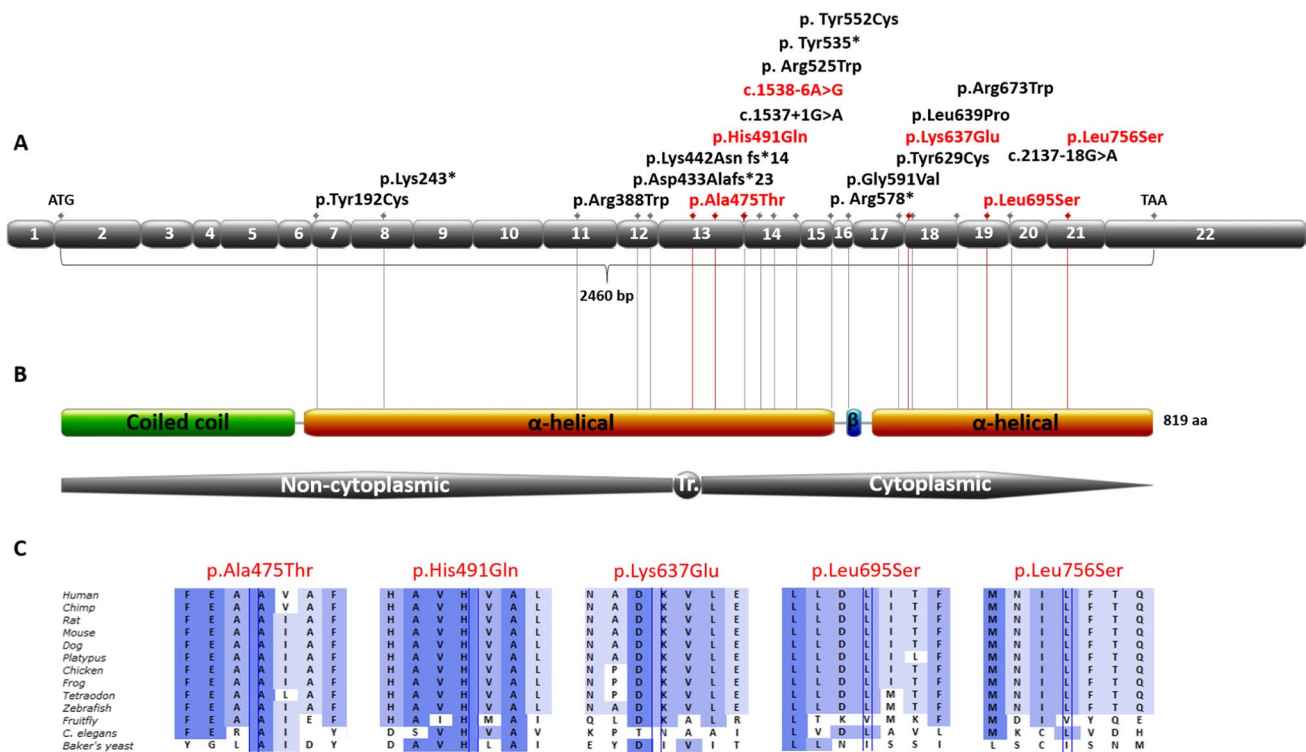 p. Tyr552Cys
p. Tyr535*
p. Arg525Trp
c.1538-6A>G
p.Arg673Trp
c.1537+1G>A
p.Leu639Pro
A
p.His491Gln
p.Lys637Glu
p.Leu756Ser
p.Lys442Asn fs*14
p.Tyr629Cys
c.2137-18G>A
p.Lys243*
p.Asp433Alafs*23
p.Gly591Val
ATG
p.Tyr192Cys
p.Arg388Trp
p.Ala475Thr
p. Arg578*
p.Leu695Ser
TAA
1 2 3 4 5 6 7 8 9 10 11 12 13 14 15 16 17 18 19 20 21 22
2460 bp
B
Coiled coil
α-helical
β
α-helical
819 aa
Non-cytoplasmic
Tr.
Cytoplasmic
C
p.Ala475Thr p.His491Gln p.Lys637Glu p.Leu695Ser p.Leu756Ser
Human F E A A V A F H A V H V A L N A D K V L E L L D L I T F M N I L F T Q
Chimp F E A A V A F H A V H V A L N A D K V L E L L D L I T F M N I L F T Q
Rat F E A A I A F H A V H V A L N A D K V L E L L D L I T F M N I L F T Q
Mouse F E A A I A F H A V H V A L N A D K V L E L L D L I T F M N I L F T Q
Dog F E A A I A F H A V H V A L N A D K V L E L L D L I T F M N I L F T Q
Platypus F E A A I A F H A V H V A L N A D K V L E L L D L I L F M N I L F T Q
Chicken F E A A I A F H A V H V A L N P D K V L E L L D L I T F M N I L F T Q
Frog F E A A I A F H A V H V A L N P D K V L E L L D L I T F M N I L F T Q
Tetraodon F E A A L A F H A V H V A L N P D K V L E L L D L M T F M N I L F T Q
Zebrafish F E A A I A F H A V H V A L N A D K V L E L L D L M T F M N I L F T Q
Fruitfly H A I H M A I Q L D K A L R L T K V M K F M D I V Y Q E
C. elegans D S V H V A V K P T N A A I L V D L A V L M K C L V D H
Baker's yeast Y G L A I D Y D A V H L A I E Y D I V I T L L N I S S I L S C L S N M